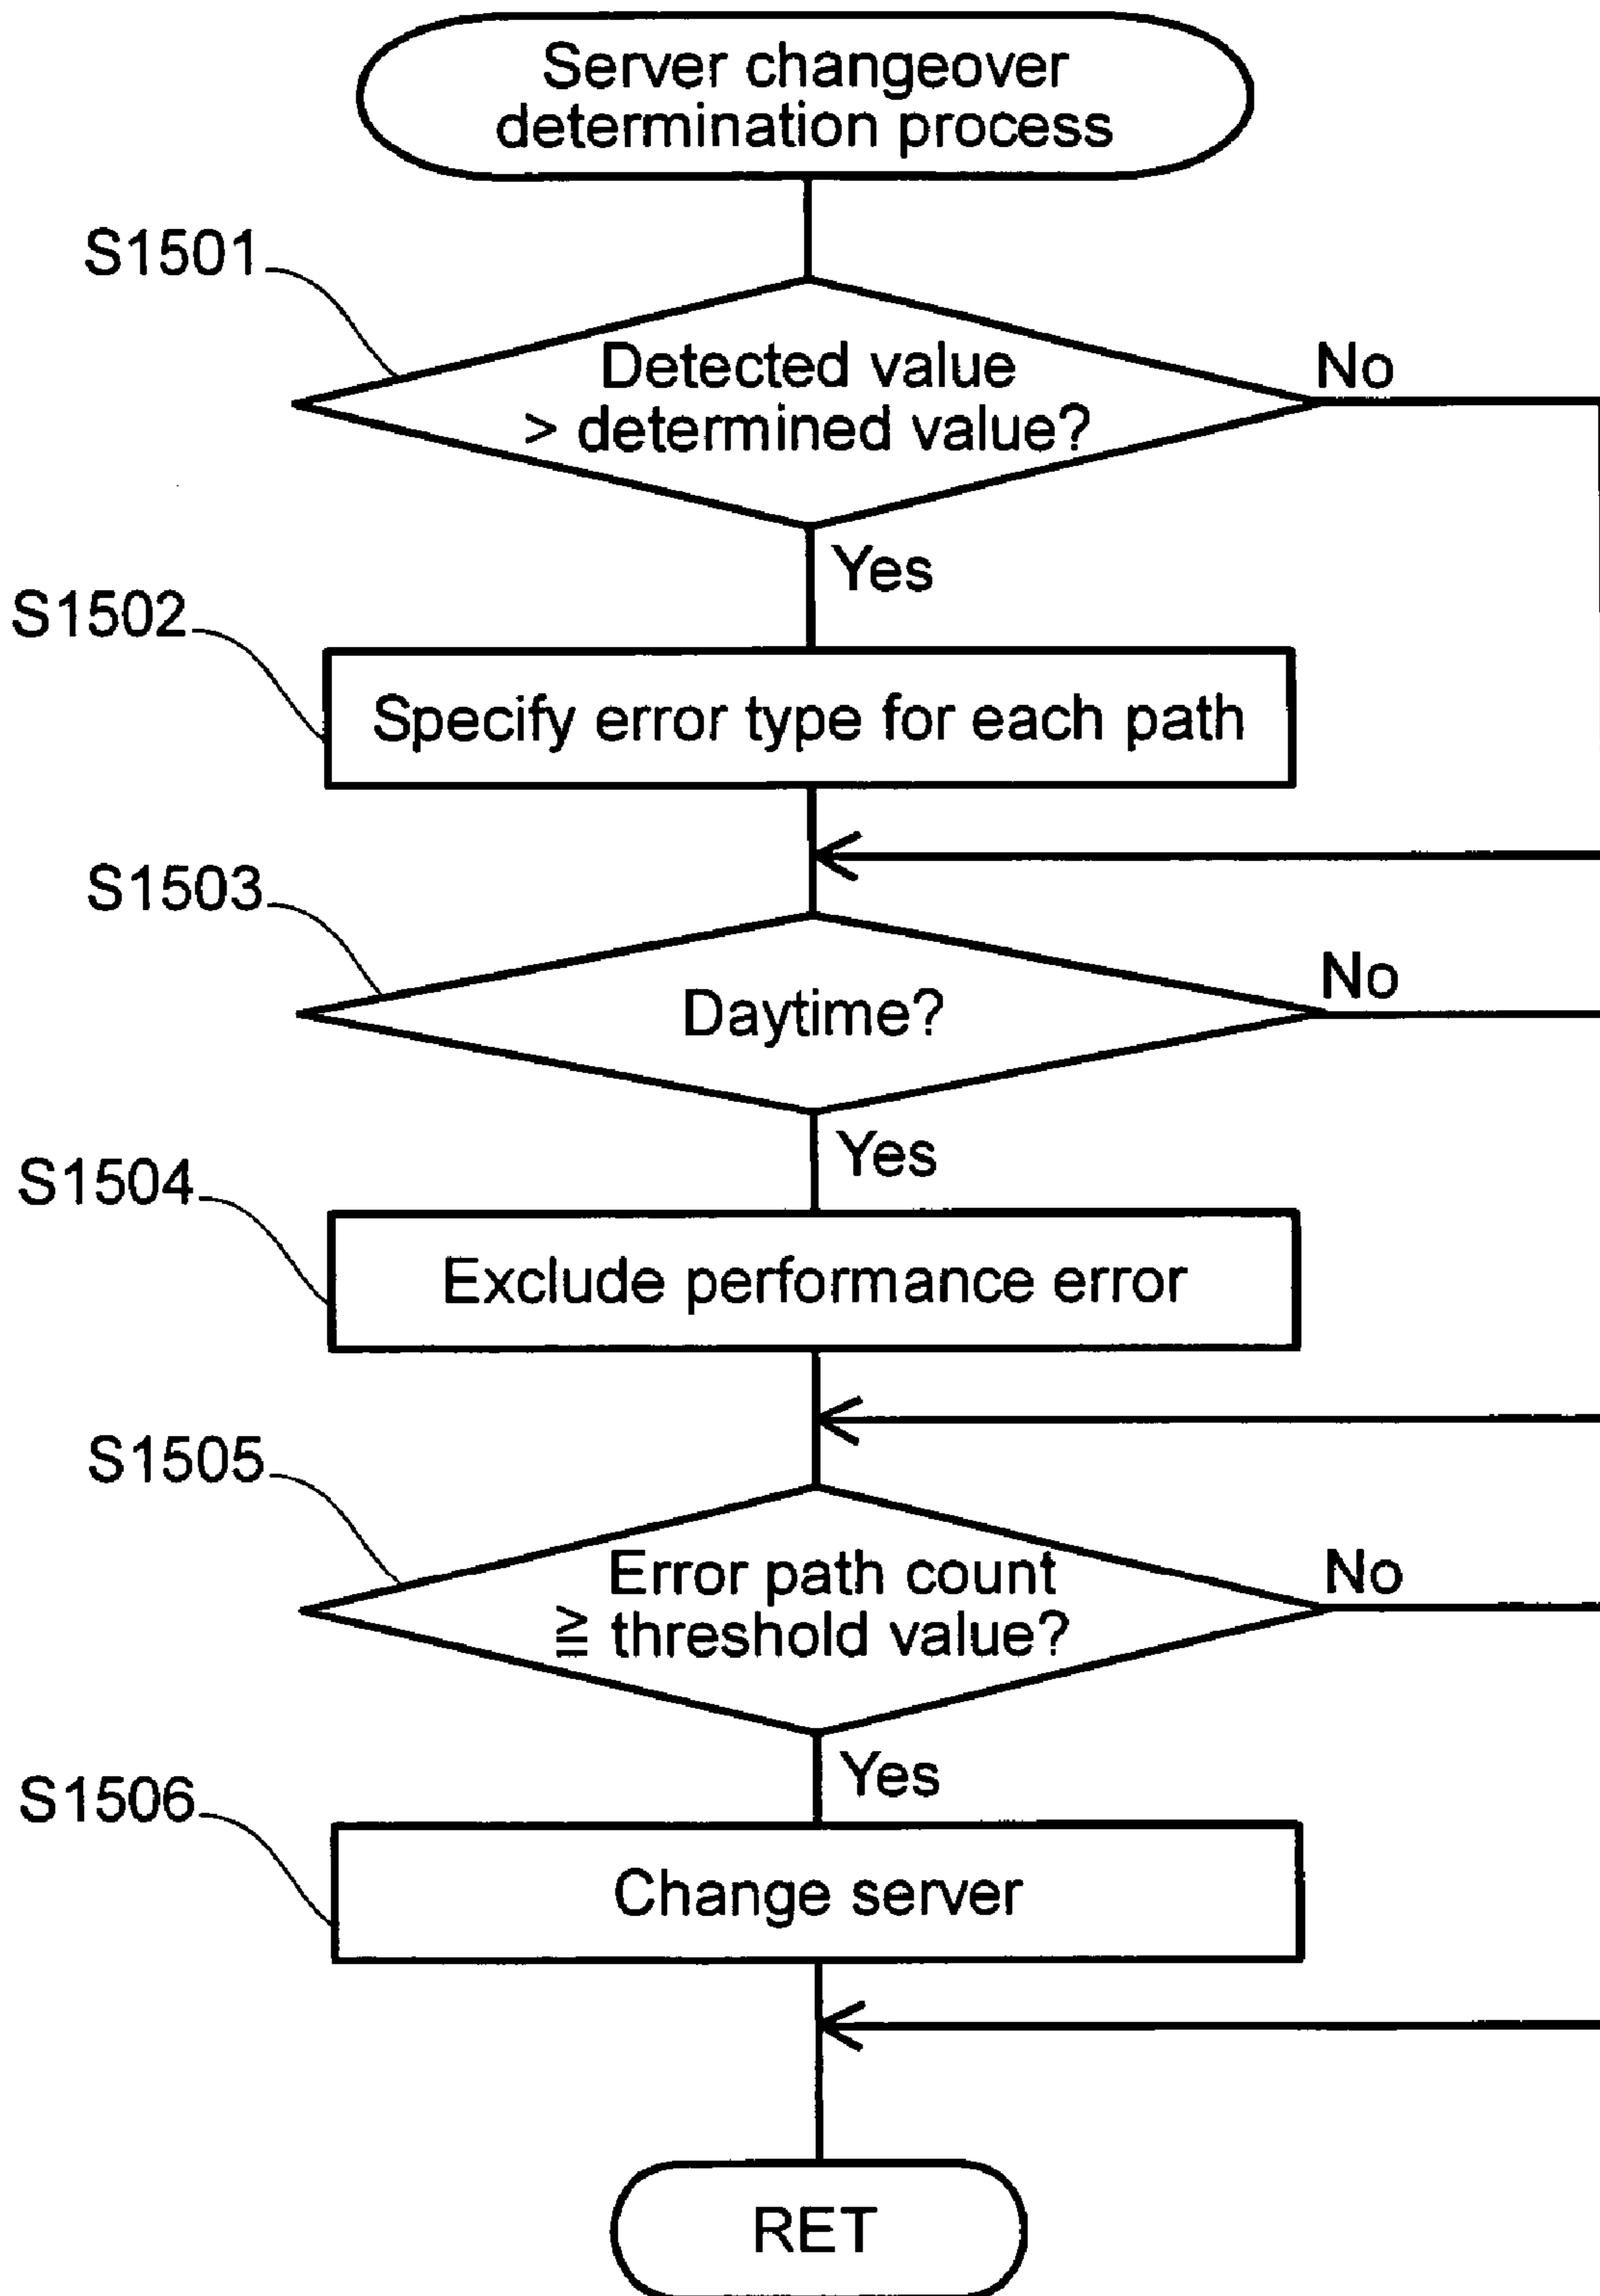 Server changeover
determination process
S1501
Detected value
> determined value?
No
Yes
S1502
Specify error type for each path
S1503
Daytime?
No
Yes
S1504
Exclude performance error
S1505
Error path count
≧ threshold value?
No
Yes
S1506
Change server
RET